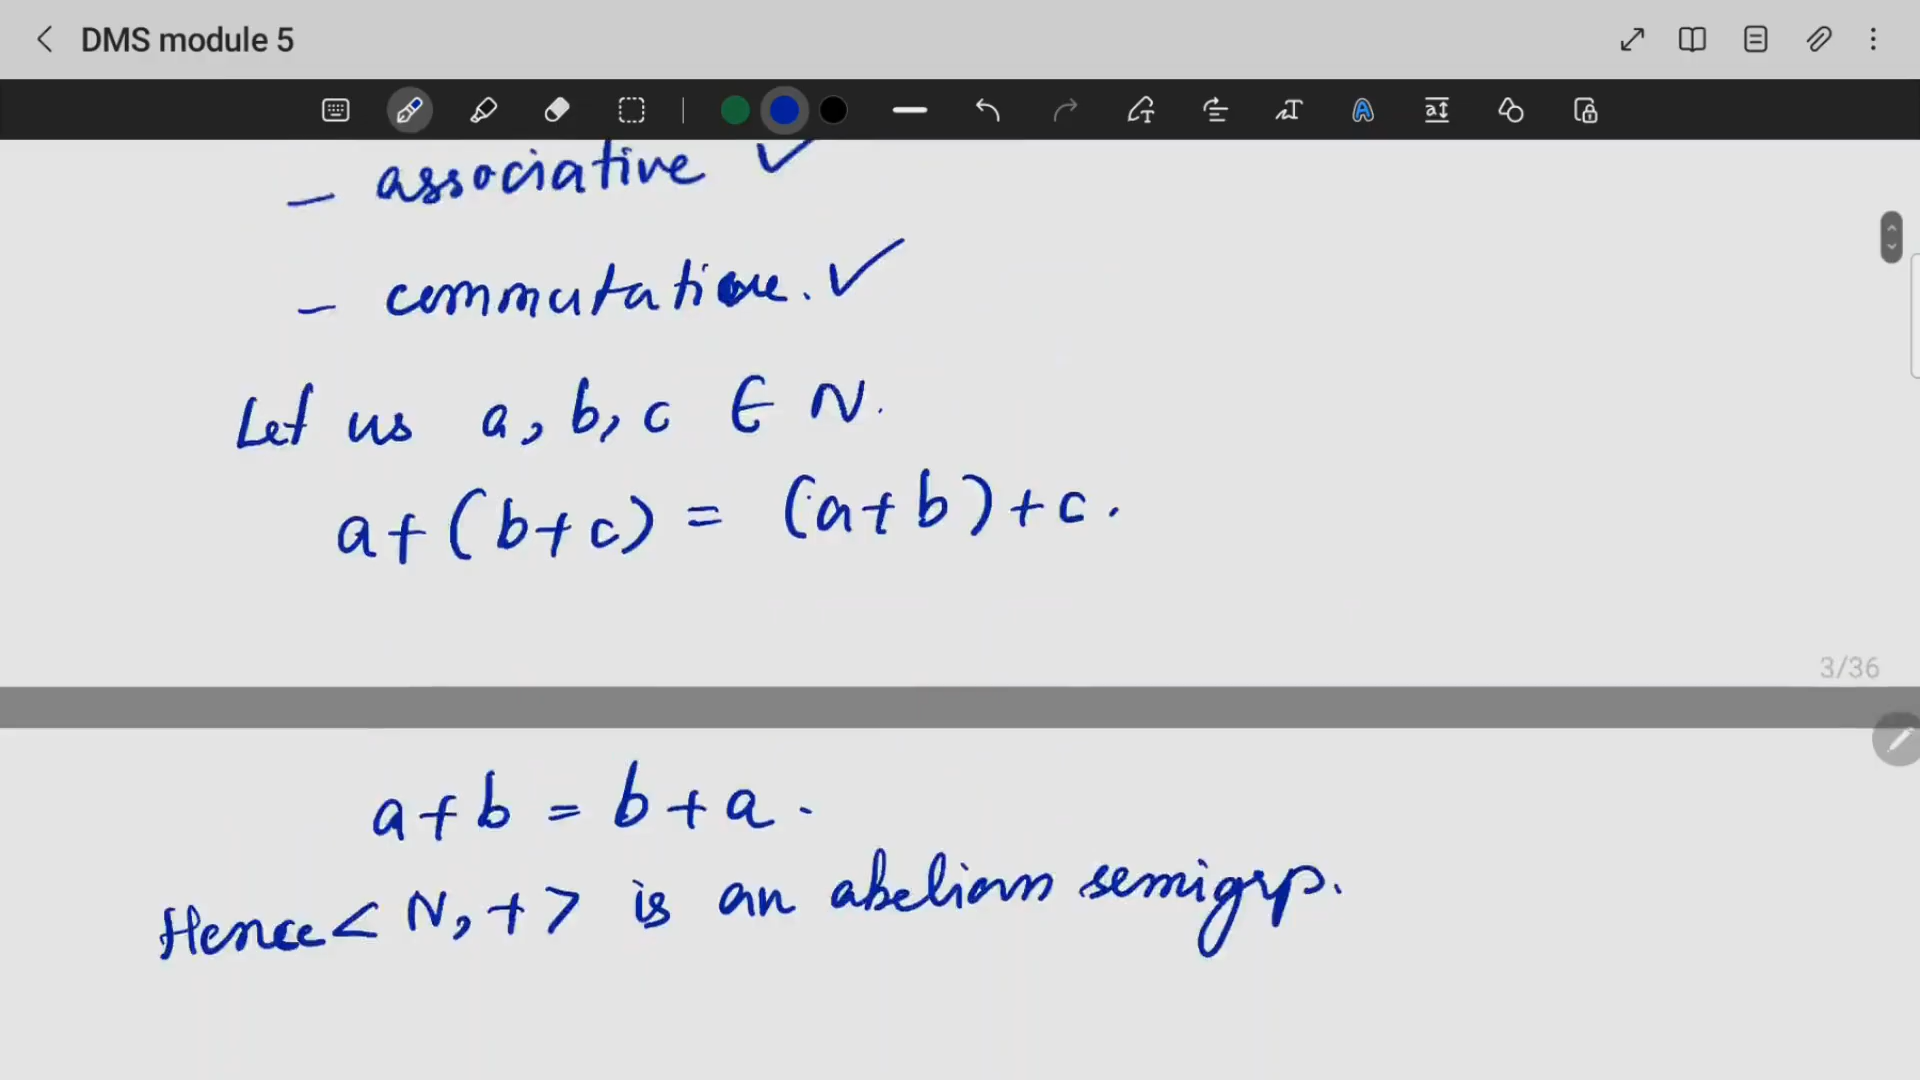 DMS module 5
- associative ✓
- commutative. ✓
Let us a, b, c ∈ N.
a+(b+c) = (a+b)+c.
3/36
a+b = b+a.
Hence < N, + > is an abelian semigrp.